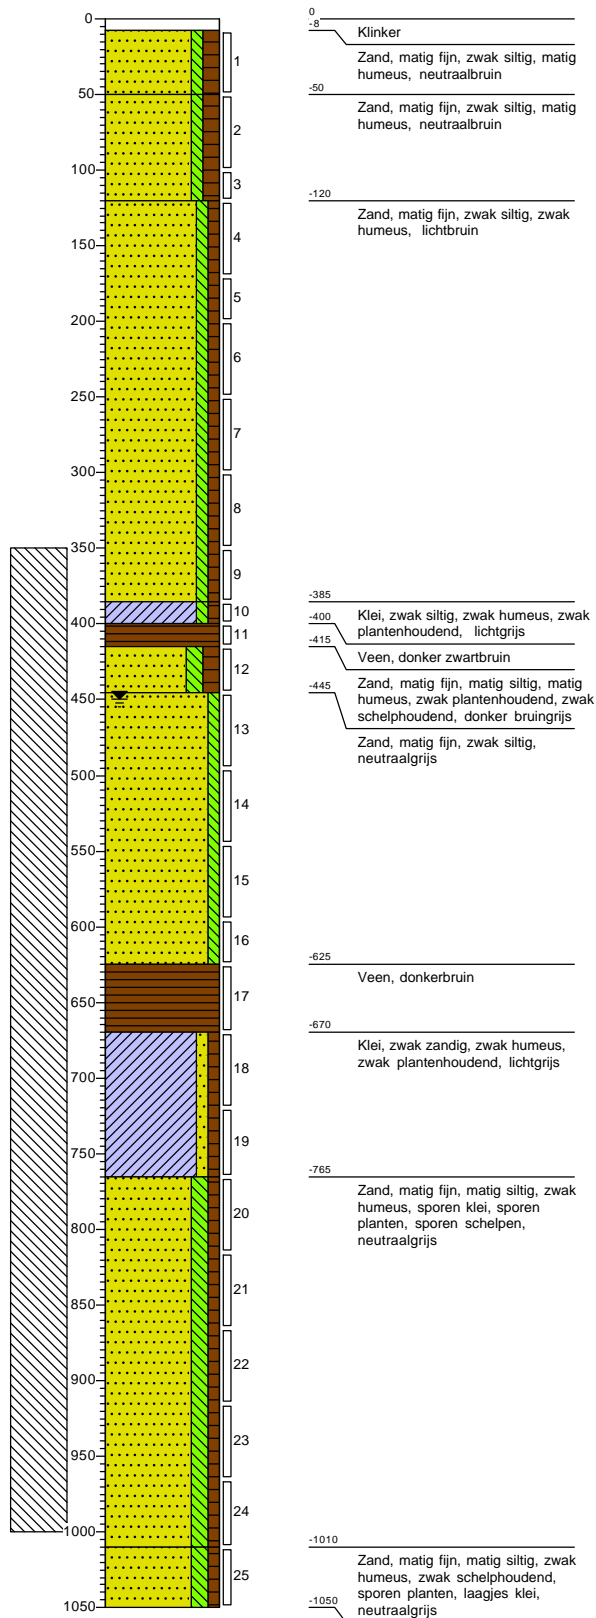 0
50
100
150
200
250
300
350
400
450
500
550
600
650
700
750
800
850
900
950
1000
1050
1
2
3
4
5
6
7
8
9
10
11
12
13
14
15
16
17
18
19
20
21
22
23
24
25
0
-8
Klinker
Zand, matig fijn, zwak siltig, matig
humeus, neutraalbruin
-50
Zand, matig fijn, zwak siltig, matig
humeus, neutraalbruin
-120
Zand, matig fijn, zwak siltig, zwak
humeus, lichtbruin
-385
Klei, zwak siltig, zwak humeus, zwak
plantenhoudend, lichtgrijs
-400
-415
Veen, donker zwartbruin
Zand, matig fijn, matig siltig, matig
humeus, zwak plantenhoudend, zwak
schelphoudend, donker bruingrijs
-445
Zand, matig fijn, zwak siltig,
neutraalgrijs
-625
Veen, donkerbruin
-670
Klei, zwak zandig, zwak humeus,
zwak plantenhoudend, lichtgrijs
-765
Zand, matig fijn, matig siltig, zwak
humeus, sporen klei, sporen
planten, sporen schelpen,
neutraalgrijs
-1010
Zand, matig fijn, matig siltig, zwak
humeus, zwak schelphoudend,
sporen planten, laagjes klei,
neutraalgrijs
-1050